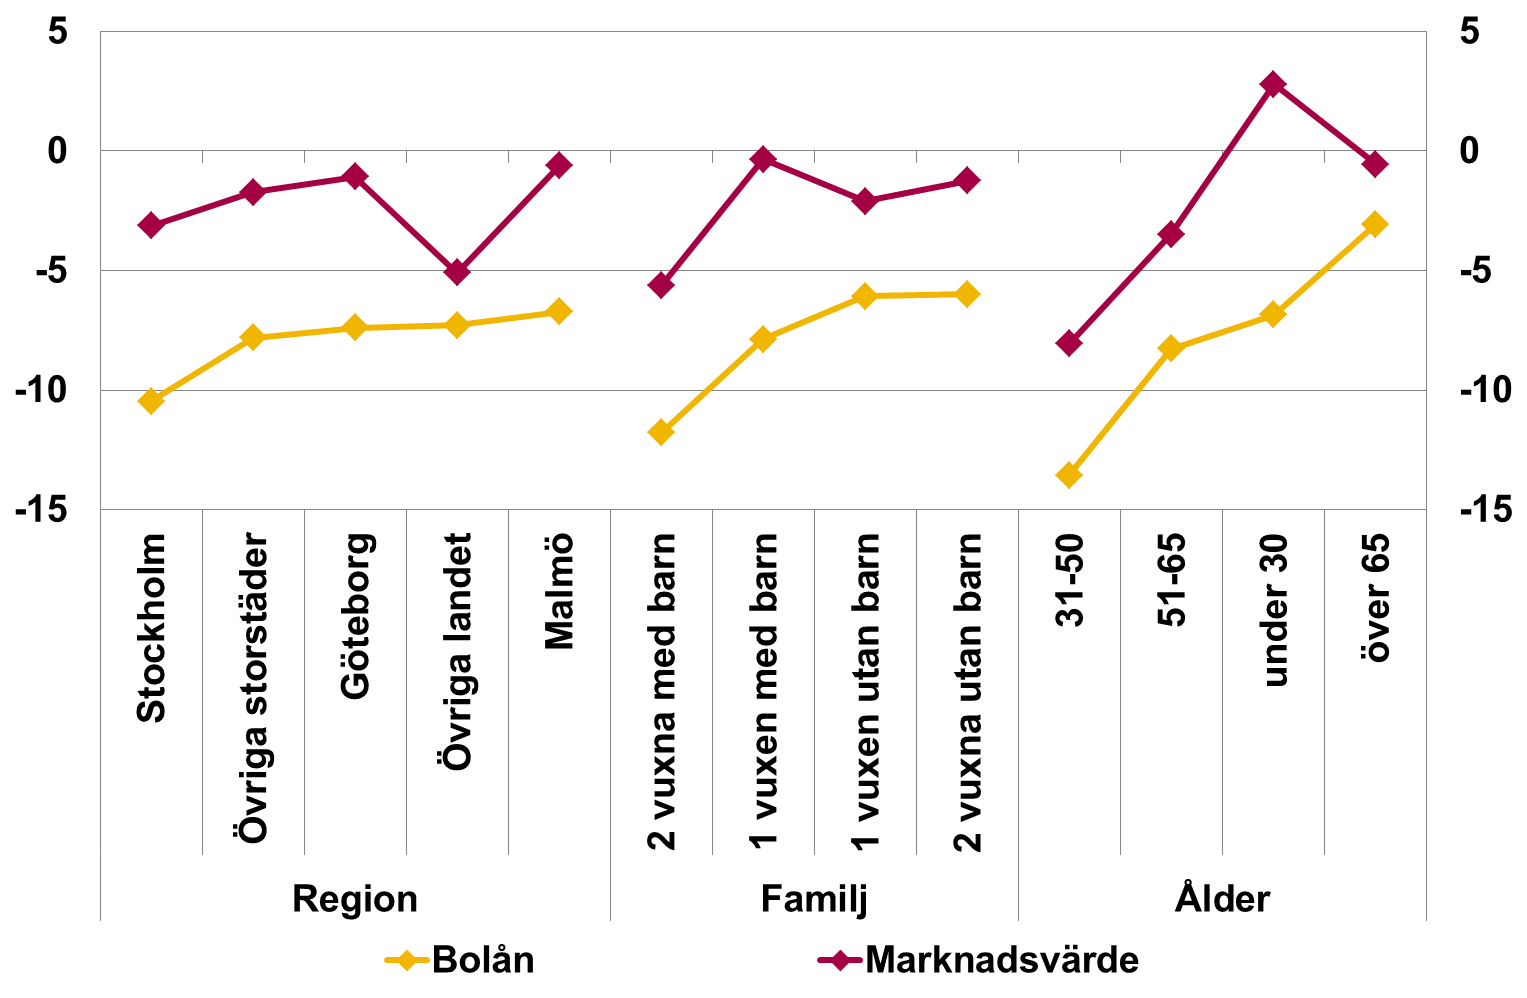 5 5
0 0
-5 -5
-10 -10
-15 -15
Stockholm
Övriga storstäder
Göteborg
Övriga landet
Malmö
2 vuxna med barn
1 vuxen med barn
1 vuxen utan barn
2 vuxna utan barn
31-50
51-65
under 30
över 65
Region Familj Ålder
Bolån Marknadsvärde